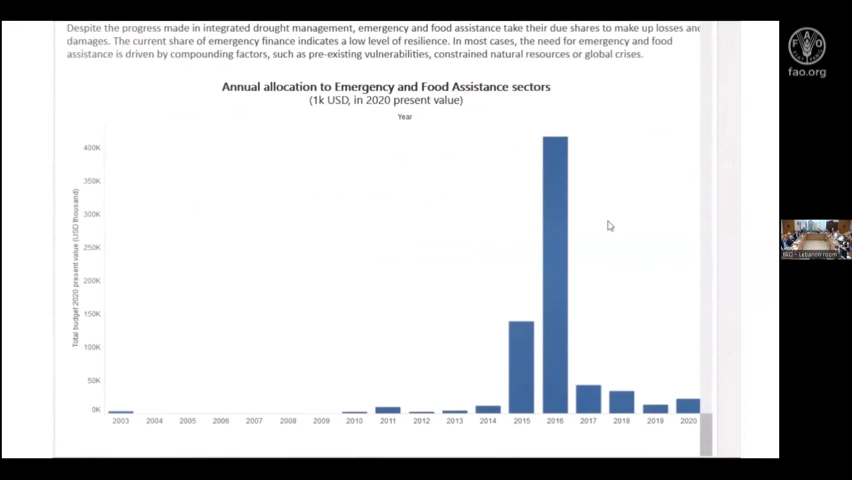 Despite the progress made in integrated drought management, emergency and food assistance take their due shares to make up losses and
damages. The current share of emergency finance indicates a low level of resilience. In most cases, the need for emergency and food
assistance is driven by compounding factors, such as pre-existing vulnerabilities, constrained natural resources or global crises.
Annual allocation to Emergency and Food Assistance sectors
(1k USD, in 2020 present value)
Year
Total budget 2020 present value (USD thousand)
400K
350K
300K
250K
200K
150K
100K
50K
0K
2003 2004 2005 2006 2007 2008 2009 2010 2011 2012 2013 2014 2015 2016 2017 2018 2019 2020
FAO
fao.org
FAO - Lebanon room